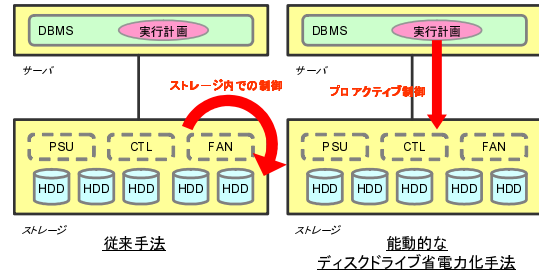 DBMS 実行計画
サーバ
ストレージ内での制御
PSU CTL FAN
HDD HDD HDD HDD HDD
ストレージ
従来手法
DBMS 実行計画
サーバ
プロアクティブ制御
PSU CTL FAN
HDD HDD HDD HDD HDD
ストレージ
能動的な
ディスクドライブ省電力化手法